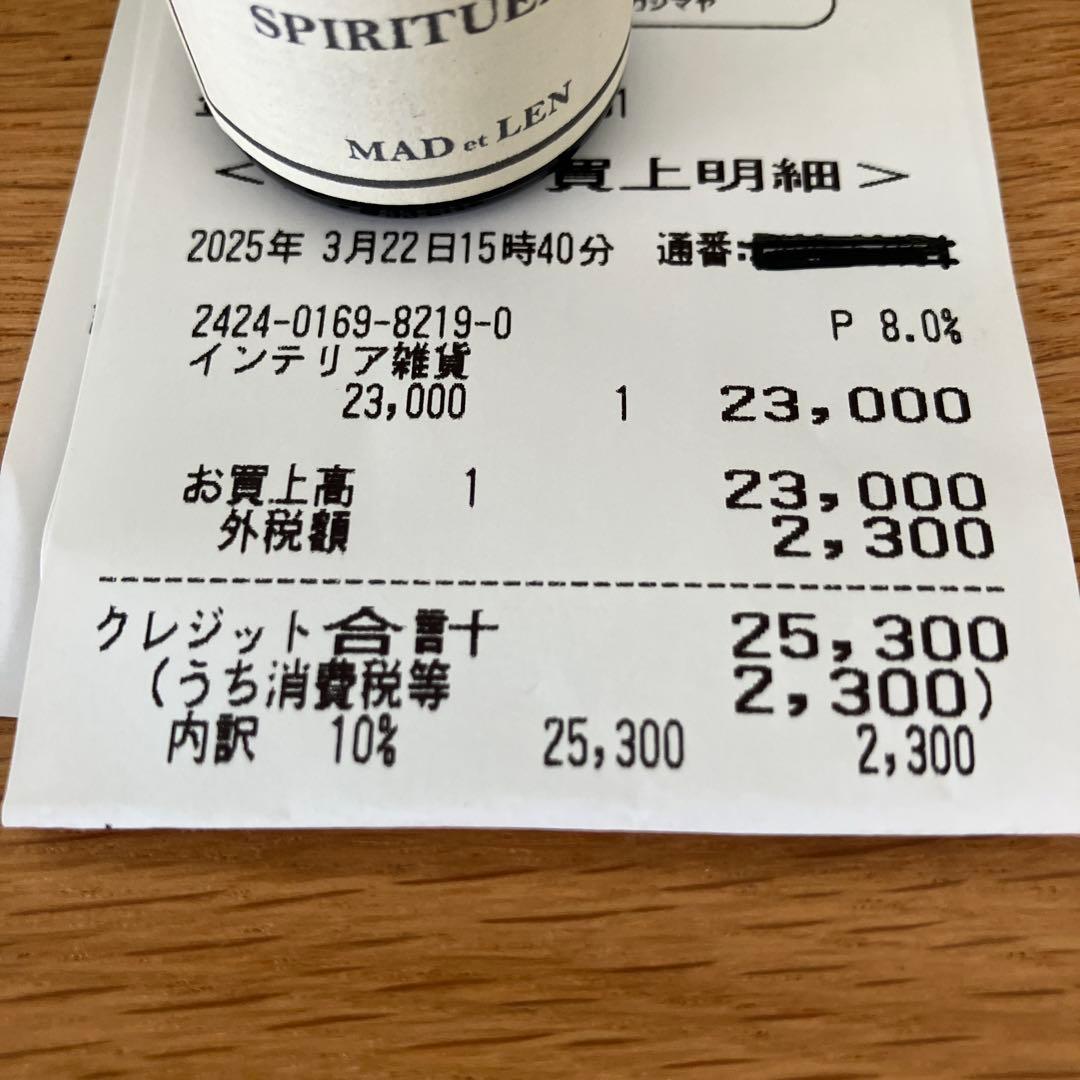 カシマヤ
SPIRITUE
MAD et LEN
< 買上明細 >
2025年 3月22日15時40分 通番:
2424-0169-8219-0 P 8.0%
インテリア雑貨
23,000 1 23,000
お買上高 1 23,000
外税額 2,300
クレジット合計 25,300
(うち消費税等 2,300)
内訳 10% 25,300 2,300